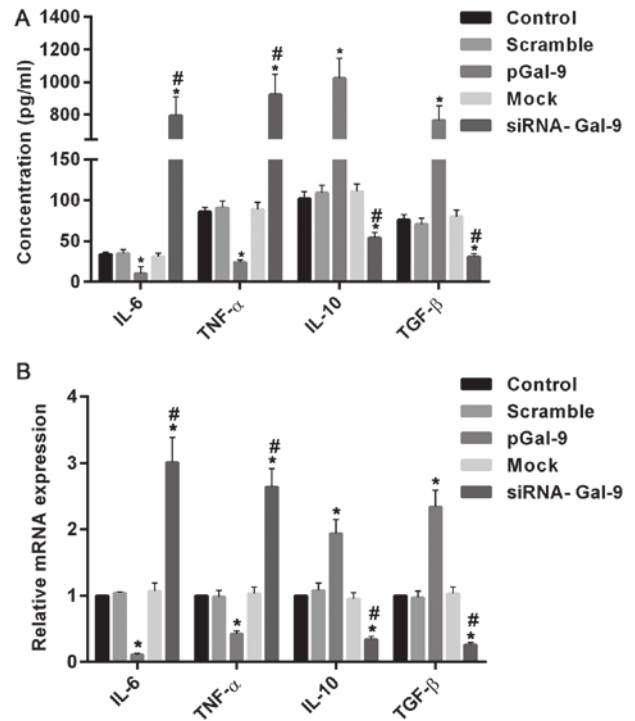 A
Concentration (pg/ml)
1400
1200
1000
800
150
100
50
0
Control
Scramble
pGal-9
Mock
siRNA- Gal-9
#
*
*
#
*
*
*
#
*
*
#
*
IL-6
TNF-α
IL-10
TGF-β
B
Relative mRNA expression
4
3
2
1
0
Control
Scramble
pGal-9
Mock
siRNA- Gal-9
*
#
*
*
#
*
*
#
*
*
#
*
IL-6
TNF-α
IL-10
TGF-β